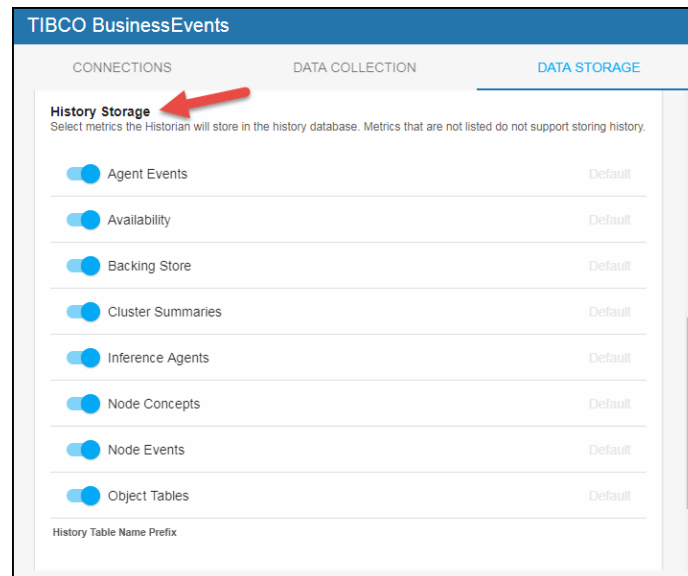 TIBCO BusinessEvents
CONNECTIONS DATA COLLECTION DATA STORAGE
History Storage
Select metrics the Historian will store in the history database. Metrics that are not listed do not support storing history.
Agent Events Default
Availability Default
Backing Store Default
Cluster Summaries Default
Inference Agents Default
Node Concepts Default
Node Events Default
Object Tables Default
History Table Name Prefix